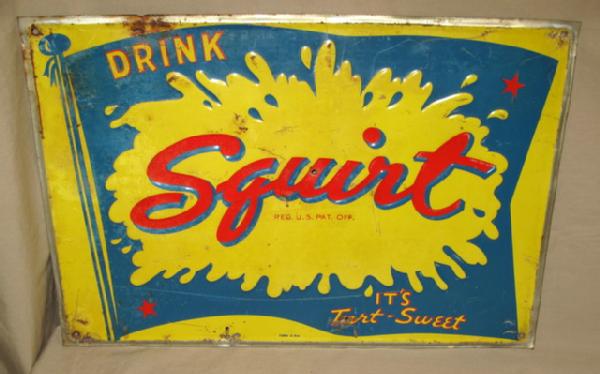 DRINK
Squirt
REG. U.S. PAT. OFF.
IT'S
Tart-Sweet